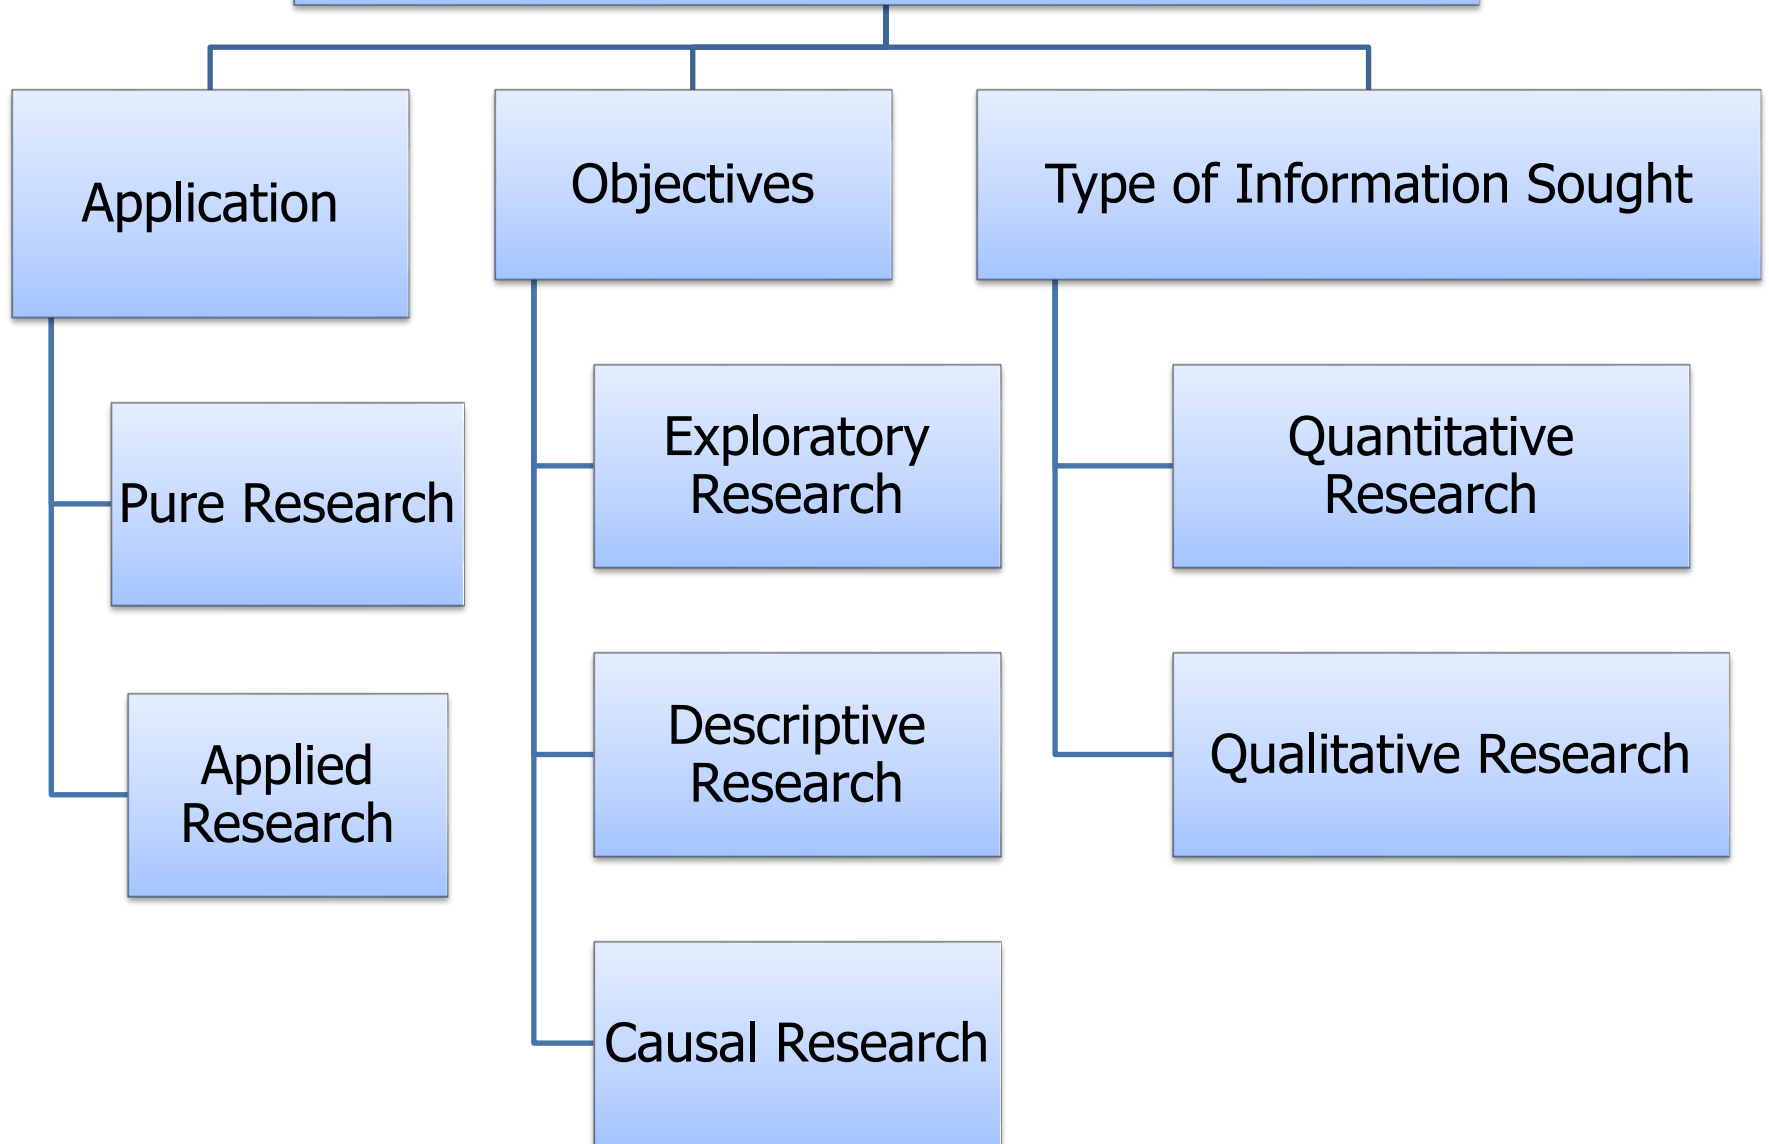 Application
Objectives
Type of Information Sought
Pure Research
Exploratory
Research
Quantitative
Research
Applied
Research
Descriptive
Research
Qualitative Research
Causal Research